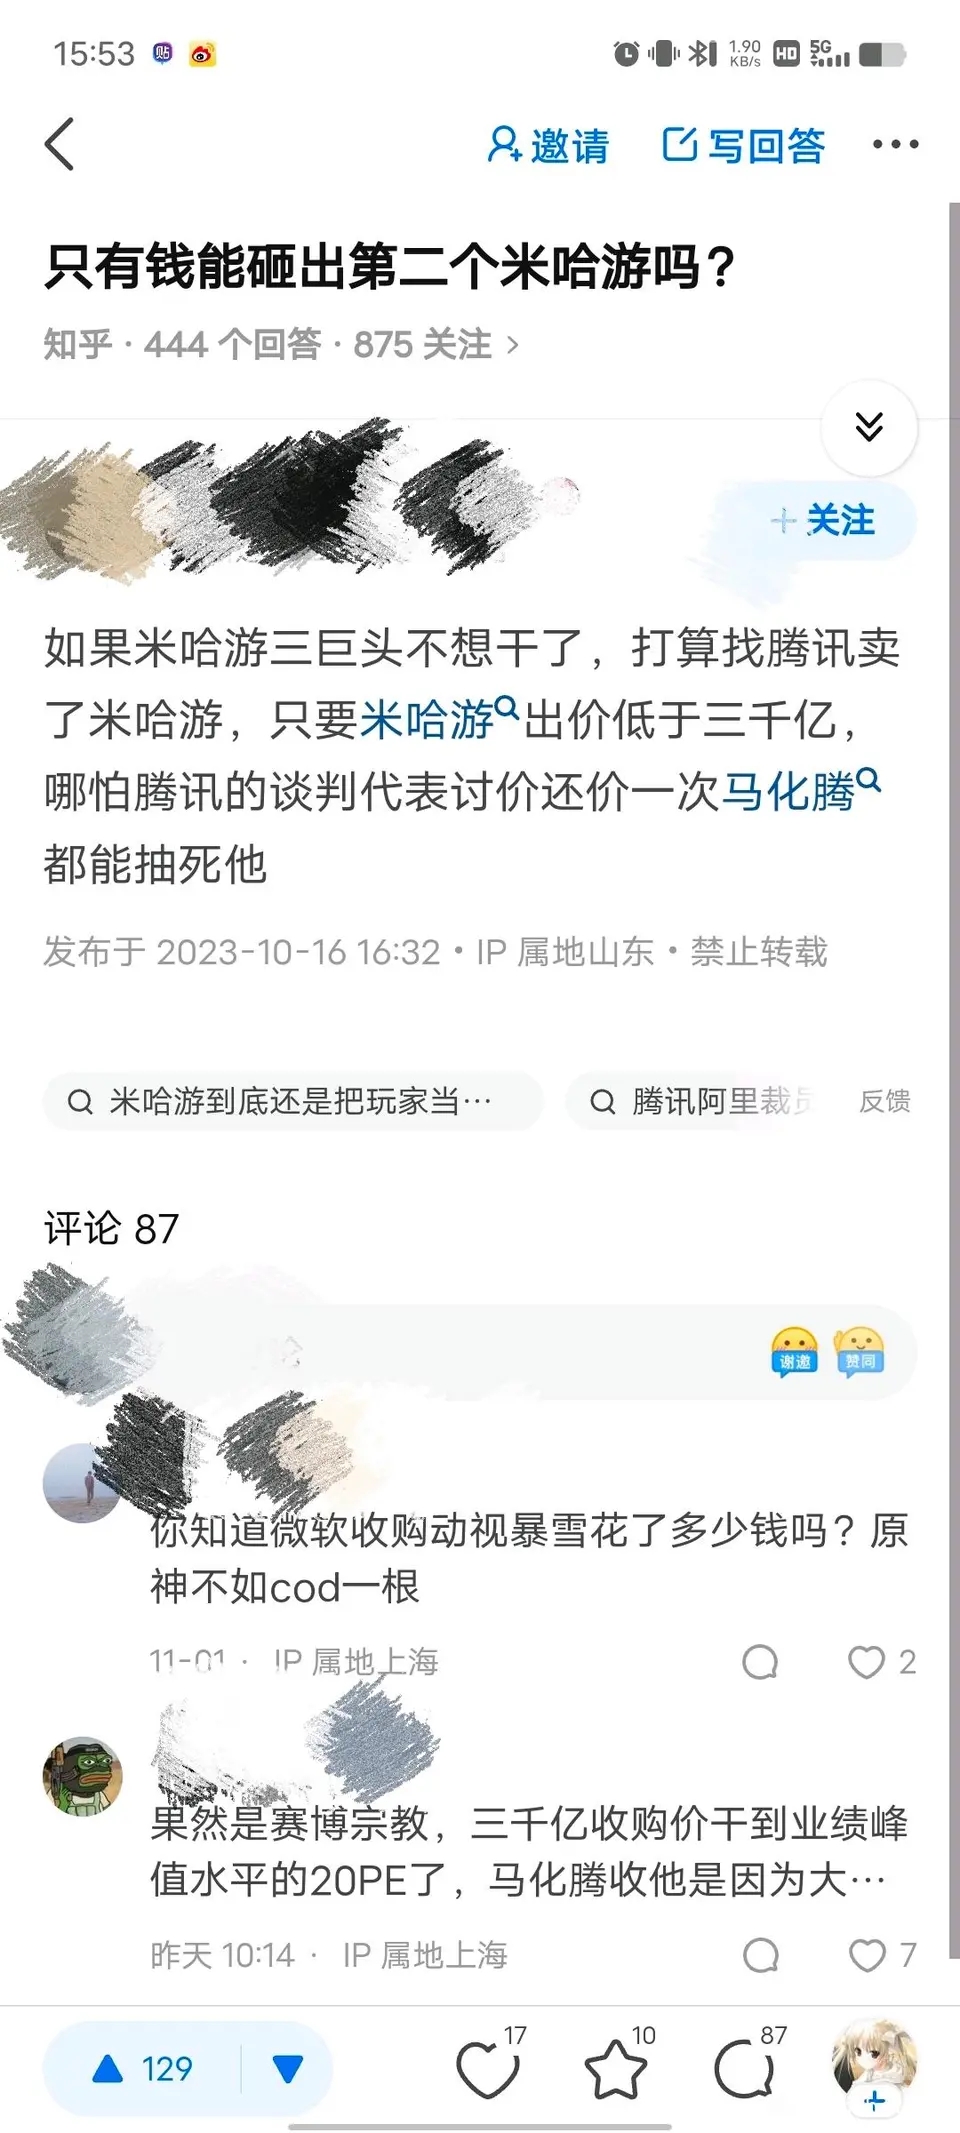 15:53 贴
1.90 KB/s HD 5G
邀请 写回答
只有钱能砸出第二个米哈游吗？
知乎 · 444 个回答 · 875 关注
关注
如果米哈游三巨头不想干了，打算找腾讯卖
了米哈游，只要米哈游出价低于三千亿，
哪怕腾讯的谈判代表讨价还价一次马化腾
都能抽死他
发布于 2023-10-16 16:32 · IP 属地山东 · 禁止转载
米哈游到底还是把玩家当… 腾讯阿里裁员 反馈
评论 87
谢邀 赞同
你知道微软收购动视暴雪花了多少钱吗？原
神不如cod一根
11-01 · IP 属地上海 2
果然是赛博宗教，三千亿收购价干到业绩峰
值水平的20PE了，马化腾收他是因为大…
昨天 10:14 · IP 属地上海 7
129 17 10 87